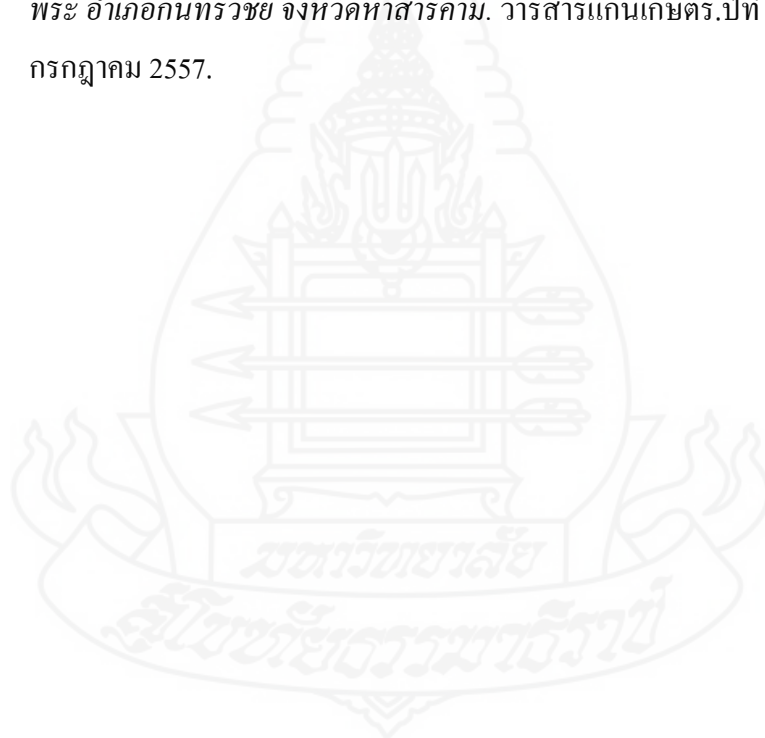 พระ อำเภอกันทรวิชัย จังหวัดหาสารคาม. วารสารแก่นเกษตร.ปีที่
กรกฎาคม 2557.
มหาวิทยาลัย
สุโขทัยธรรมาธิราช